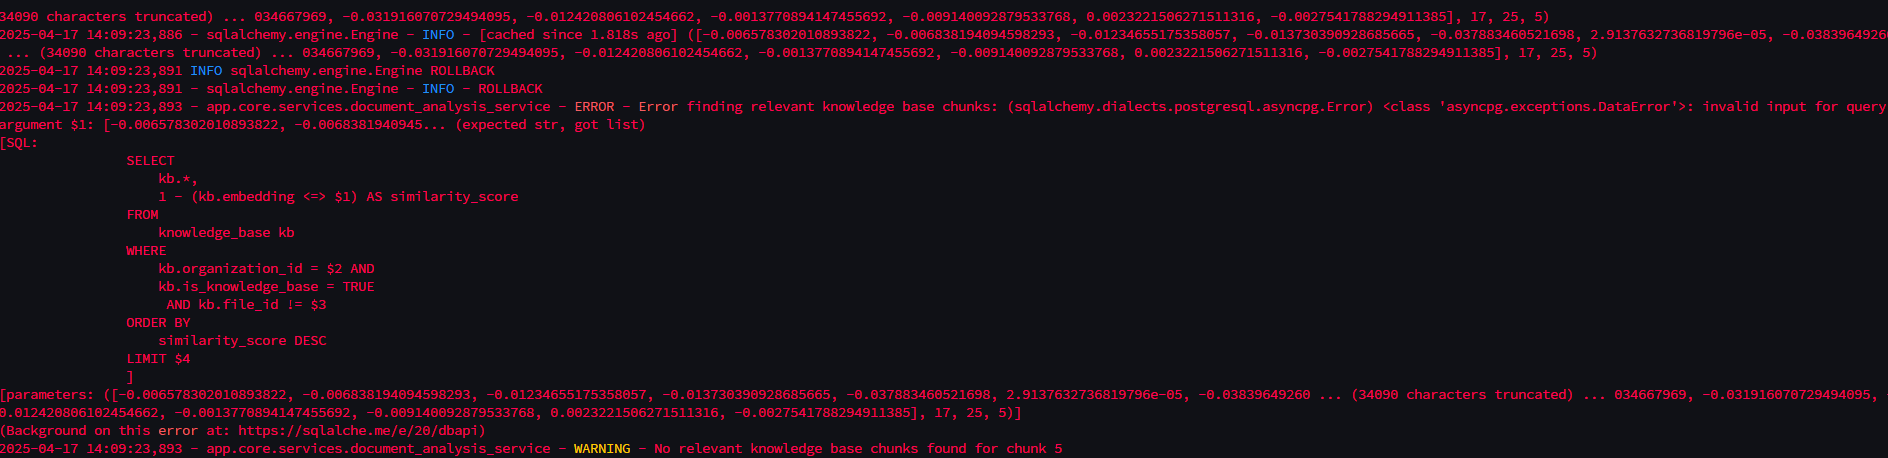 34090 characters truncated) ... 034667969, -0.031916070729494095, -0.012420806102454662, -0.0013770894147455692, -0.009140092879533768, 0.0023221506271511316, -0.0027541788294911385], 17, 25, 5)
2025-04-17 14:09:23,886 - sqlalchemy.engine.Engine - INFO - [cached since 1.818s ago] ([-0.006578302010893822, -0.006838194094598293, -0.01234655175358057, -0.013730390928685665, -0.037883460521698, 2.9137632736819796e-05, -0.0383964926
... (34090 characters truncated) ... 034667969, -0.031916070729494095, -0.012420806102454662, -0.0013770894147455692, -0.009140092879533768, 0.0023221506271511316, -0.0027541788294911385], 17, 25, 5)
2025-04-17 14:09:23,891 INFO sqlalchemy.engine.Engine ROLLBACK
2025-04-17 14:09:23,891 - sqlalchemy.engine.Engine - INFO - ROLLBACK
2025-04-17 14:09:23,893 - app.core.services.document_analysis_service - ERROR - Error finding relevant knowledge base chunks: (sqlalchemy.dialects.postgresql.asyncpg.Error) <class 'asyncpg.exceptions.DataError'>: invalid input for query
argument $1: [-0.006578302010893822, -0.0068381940945... (expected str, got list)
[SQL:
SELECT
kb.*,
1 - (kb.embedding <=> $1) AS similarity_score
FROM
knowledge_base kb
WHERE
kb.organization_id = $2 AND
kb.is_knowledge_base = TRUE
AND kb.file_id != $3
ORDER BY
similarity_score DESC
LIMIT $4
]
[parameters: ([-0.006578302010893822, -0.006838194094598293, -0.01234655175358057, -0.013730390928685665, -0.037883460521698, 2.9137632736819796e-05, -0.03839649260 ... (34090 characters truncated) ... 034667969, -0.031916070729494095, -
0.012420806102454662, -0.0013770894147455692, -0.009140092879533768, 0.0023221506271511316, -0.0027541788294911385], 17, 25, 5)]
(Background on this error at: https://sqlalche.me/e/20/dbapi)
2025-04-17 14:09:23,893 - app.core.services.document_analysis_service - WARNING - No relevant knowledge base chunks found for chunk 5